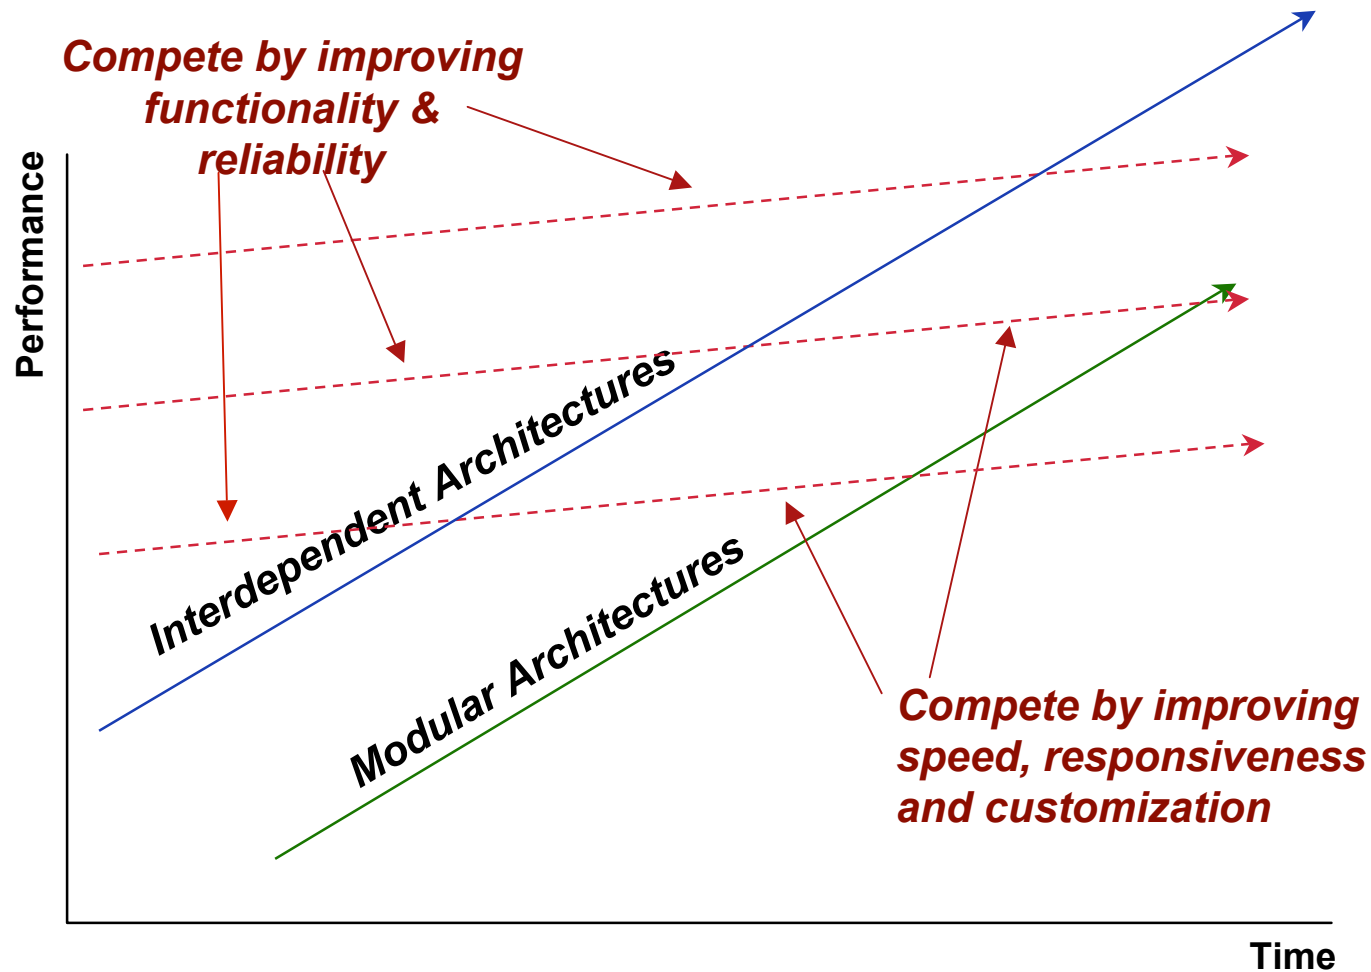 Compete by improving
functionality &
reliability
Performance
Interdependent Architectures
Modular Architectures
Compete by improving
speed, responsiveness
and customization
Time